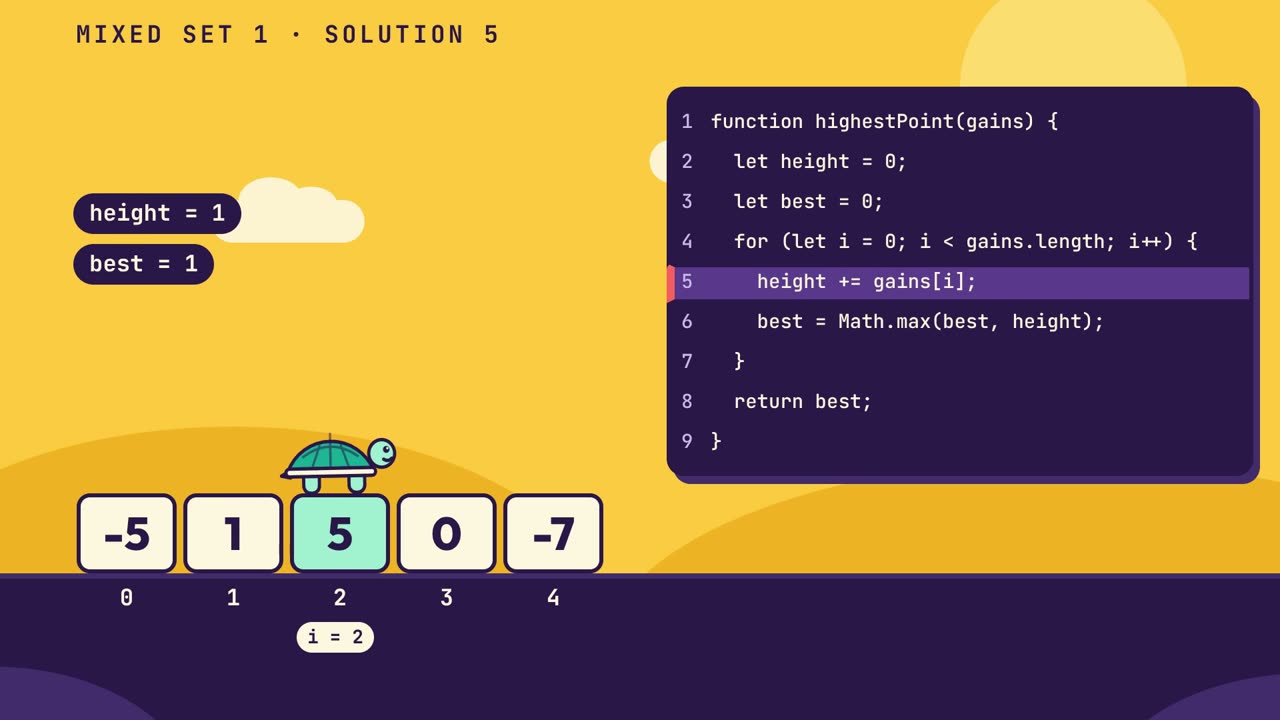 MIXED SET 1 · SOLUTION 5
height = 1
best = 1
1 function highestPoint(gains) {
2 let height = 0;
3 let best = 0;
4 for (let i = 0; i < gains.length; i++) {
5 height += gains[i];
6 best = Math.max(best, height);
7 }
8 return best;
9 }
-5 1 5 0 -7
0 1 2 3 4
i = 2